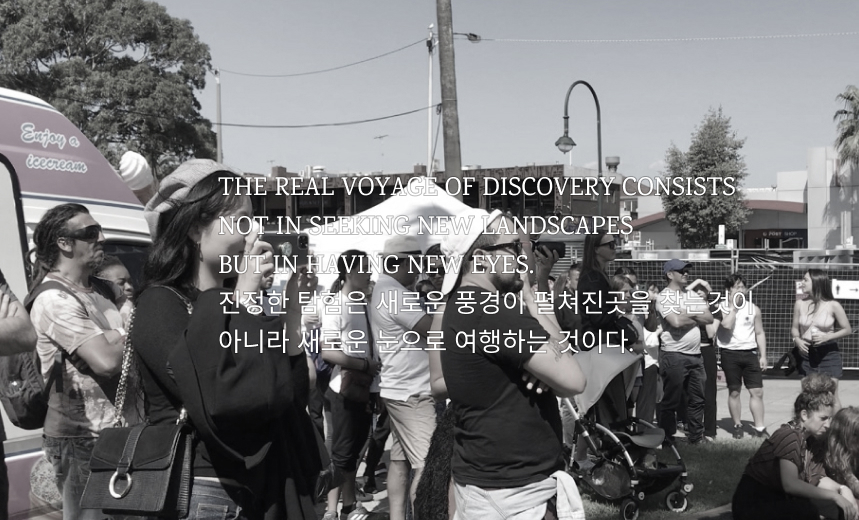 Enjoy a
icecream
THE REAL VOYAGE OF DISCOVERY CONSISTS
NOT IN SEEKING NEW LANDSCAPES
BUT IN HAVING NEW EYES.
진정한 탐험은 새로운 풍경이 펼쳐진곳을 찾는것이
아니라 새로운 눈으로 여행하는 것이다.